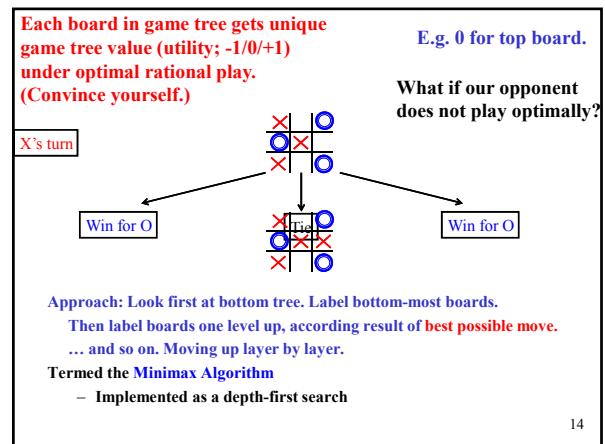 Each board in game tree gets unique
game tree value (utility; -1/0/+1)
under optimal rational play.
(Convince yourself.)
E.g. 0 for top board.
What if our opponent
does not play optimally?
X's turn
Win for O
Tie
Win for O
Approach: Look first at bottom tree. Label bottom-most boards.
Then label boards one level up, according result of best possible move.
… and so on. Moving up layer by layer.
Termed the Minimax Algorithm
– Implemented as a depth-first search
14